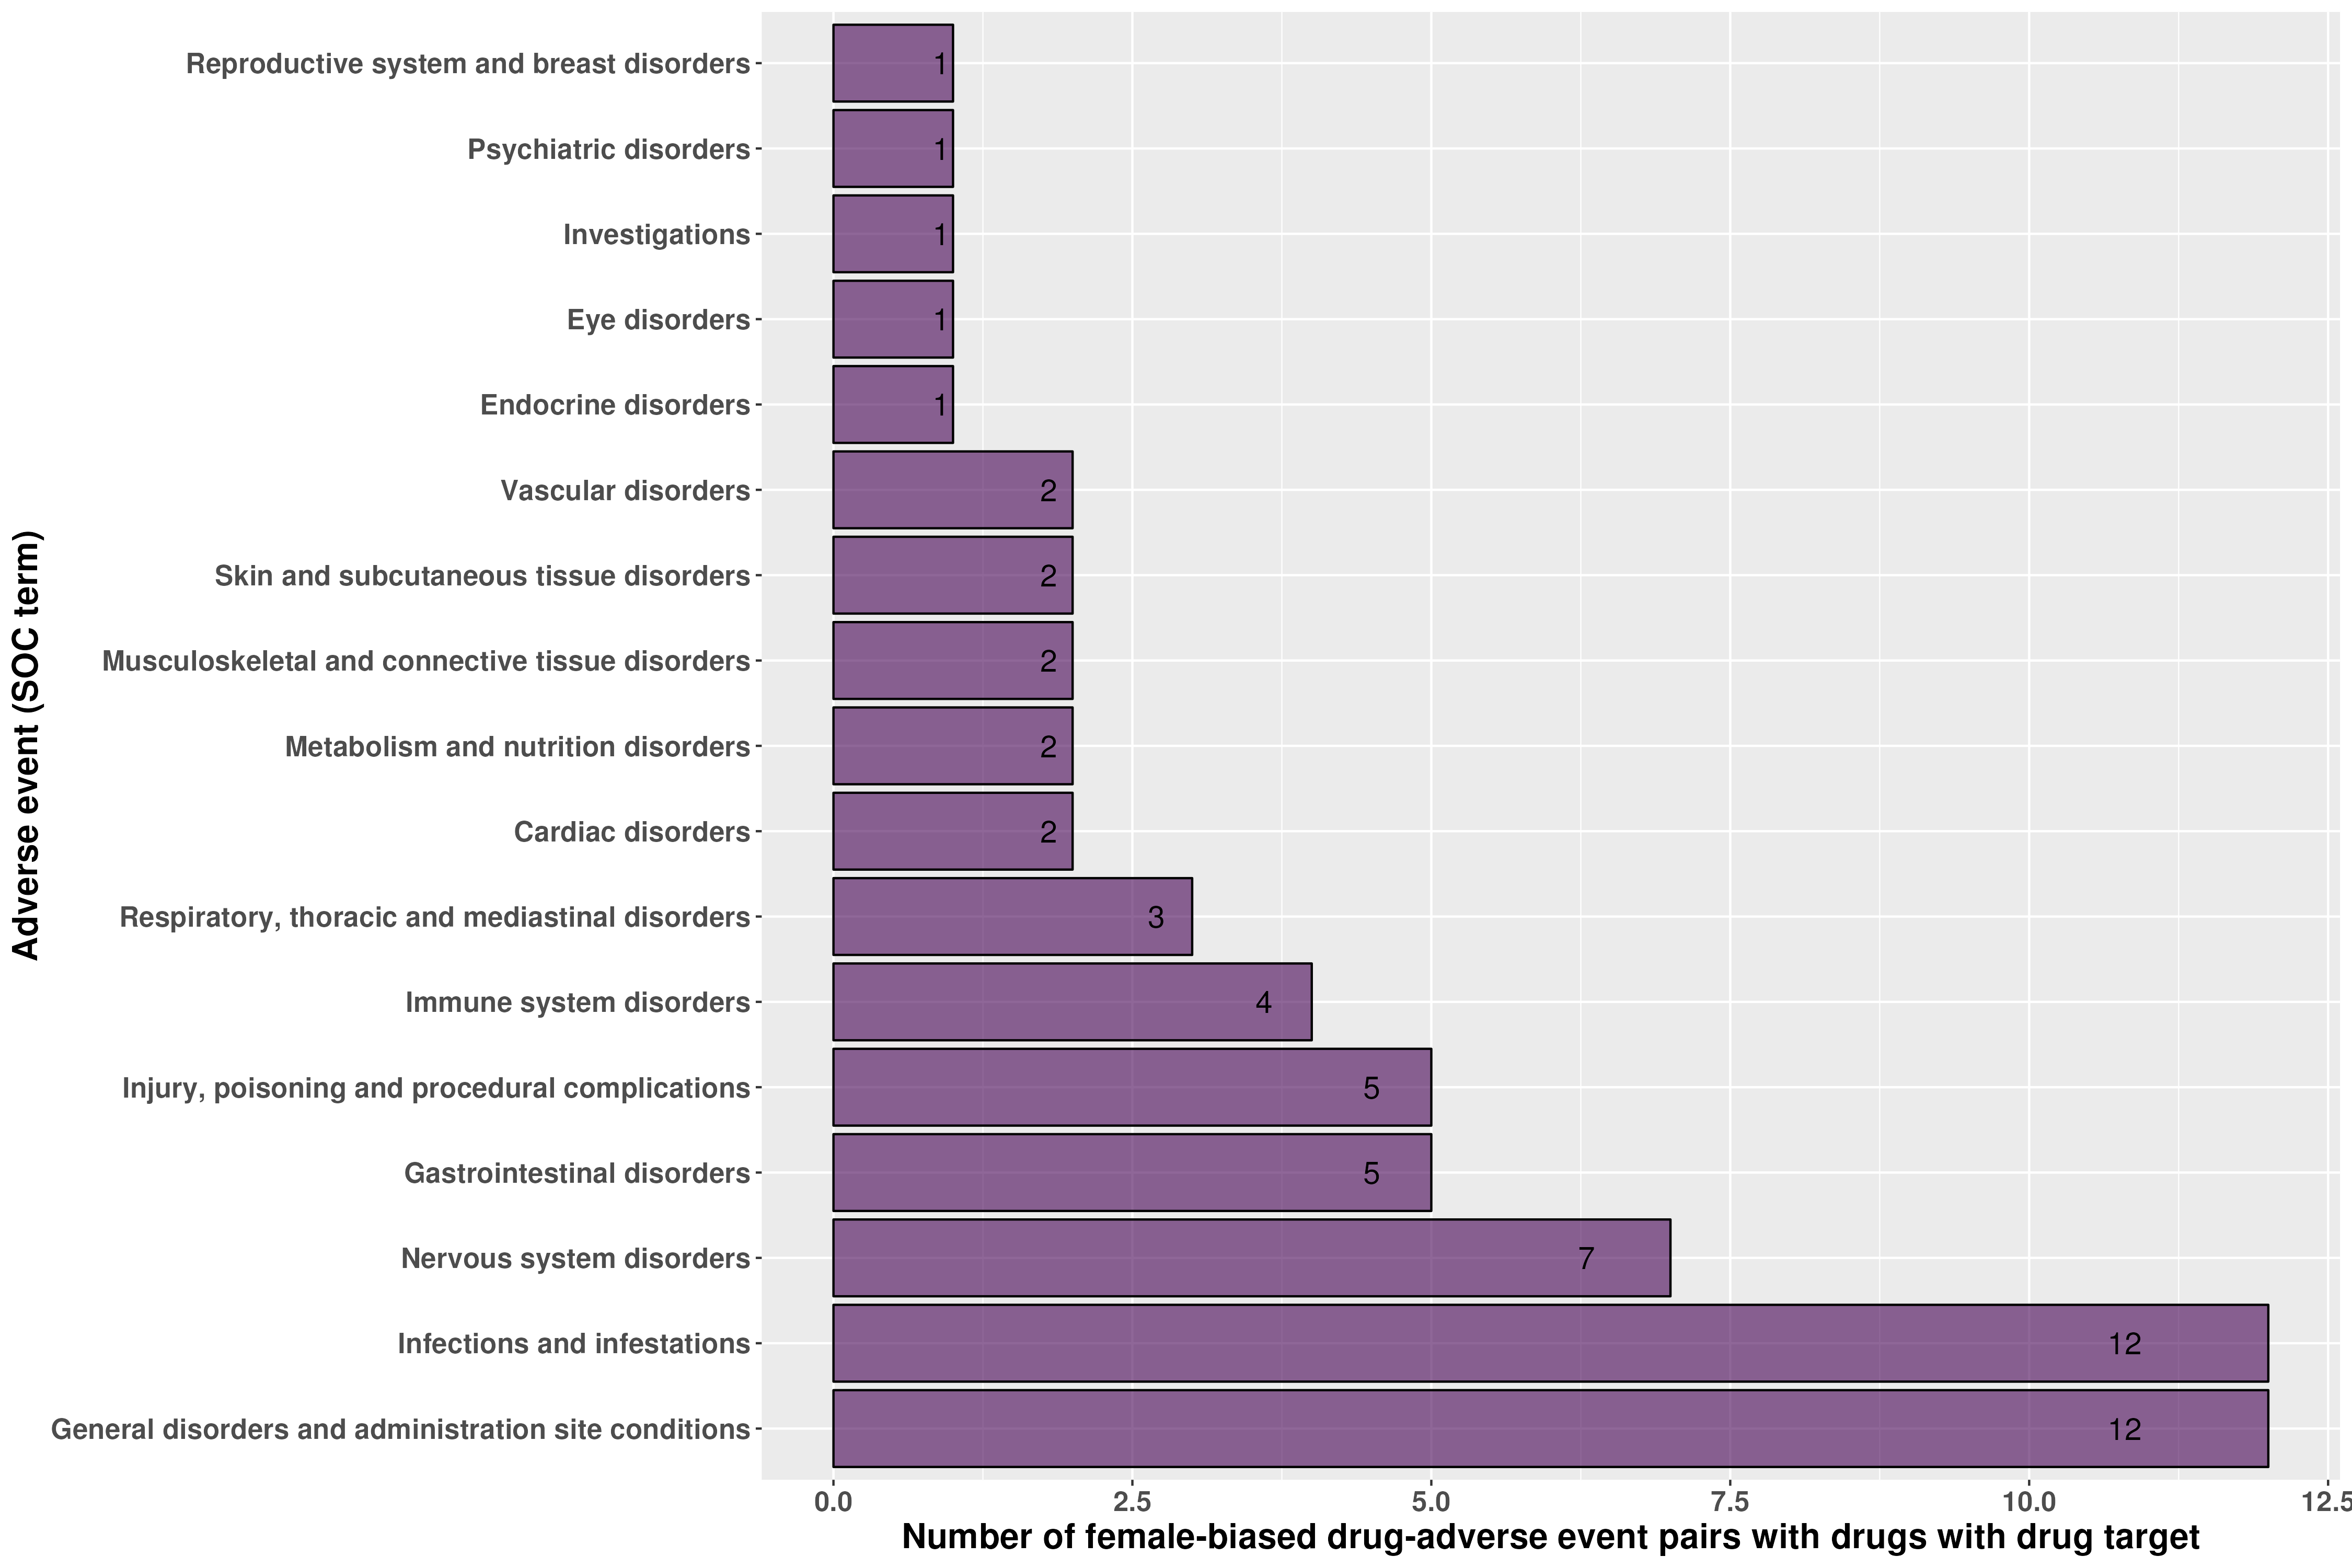 Reproductive system and breast disorders 1
Psychiatric disorders 1
Investigations 1
Eye disorders 1
Endocrine disorders 1
Vascular disorders 2
Skin and subcutaneous tissue disorders 2
Musculoskeletal and connective tissue disorders 2
Metabolism and nutrition disorders 2
Cardiac disorders 2
Respiratory, thoracic and mediastinal disorders 3
Immune system disorders 4
Injury, poisoning and procedural complications 5
Gastrointestinal disorders 5
Nervous system disorders 7
Infections and infestations 12
General disorders and administration site conditions 12
Adverse event (SOC term)
0.0 2.5 5.0 7.5 10.0 12.5
Number of female-biased drug-adverse event pairs with drugs with drug target